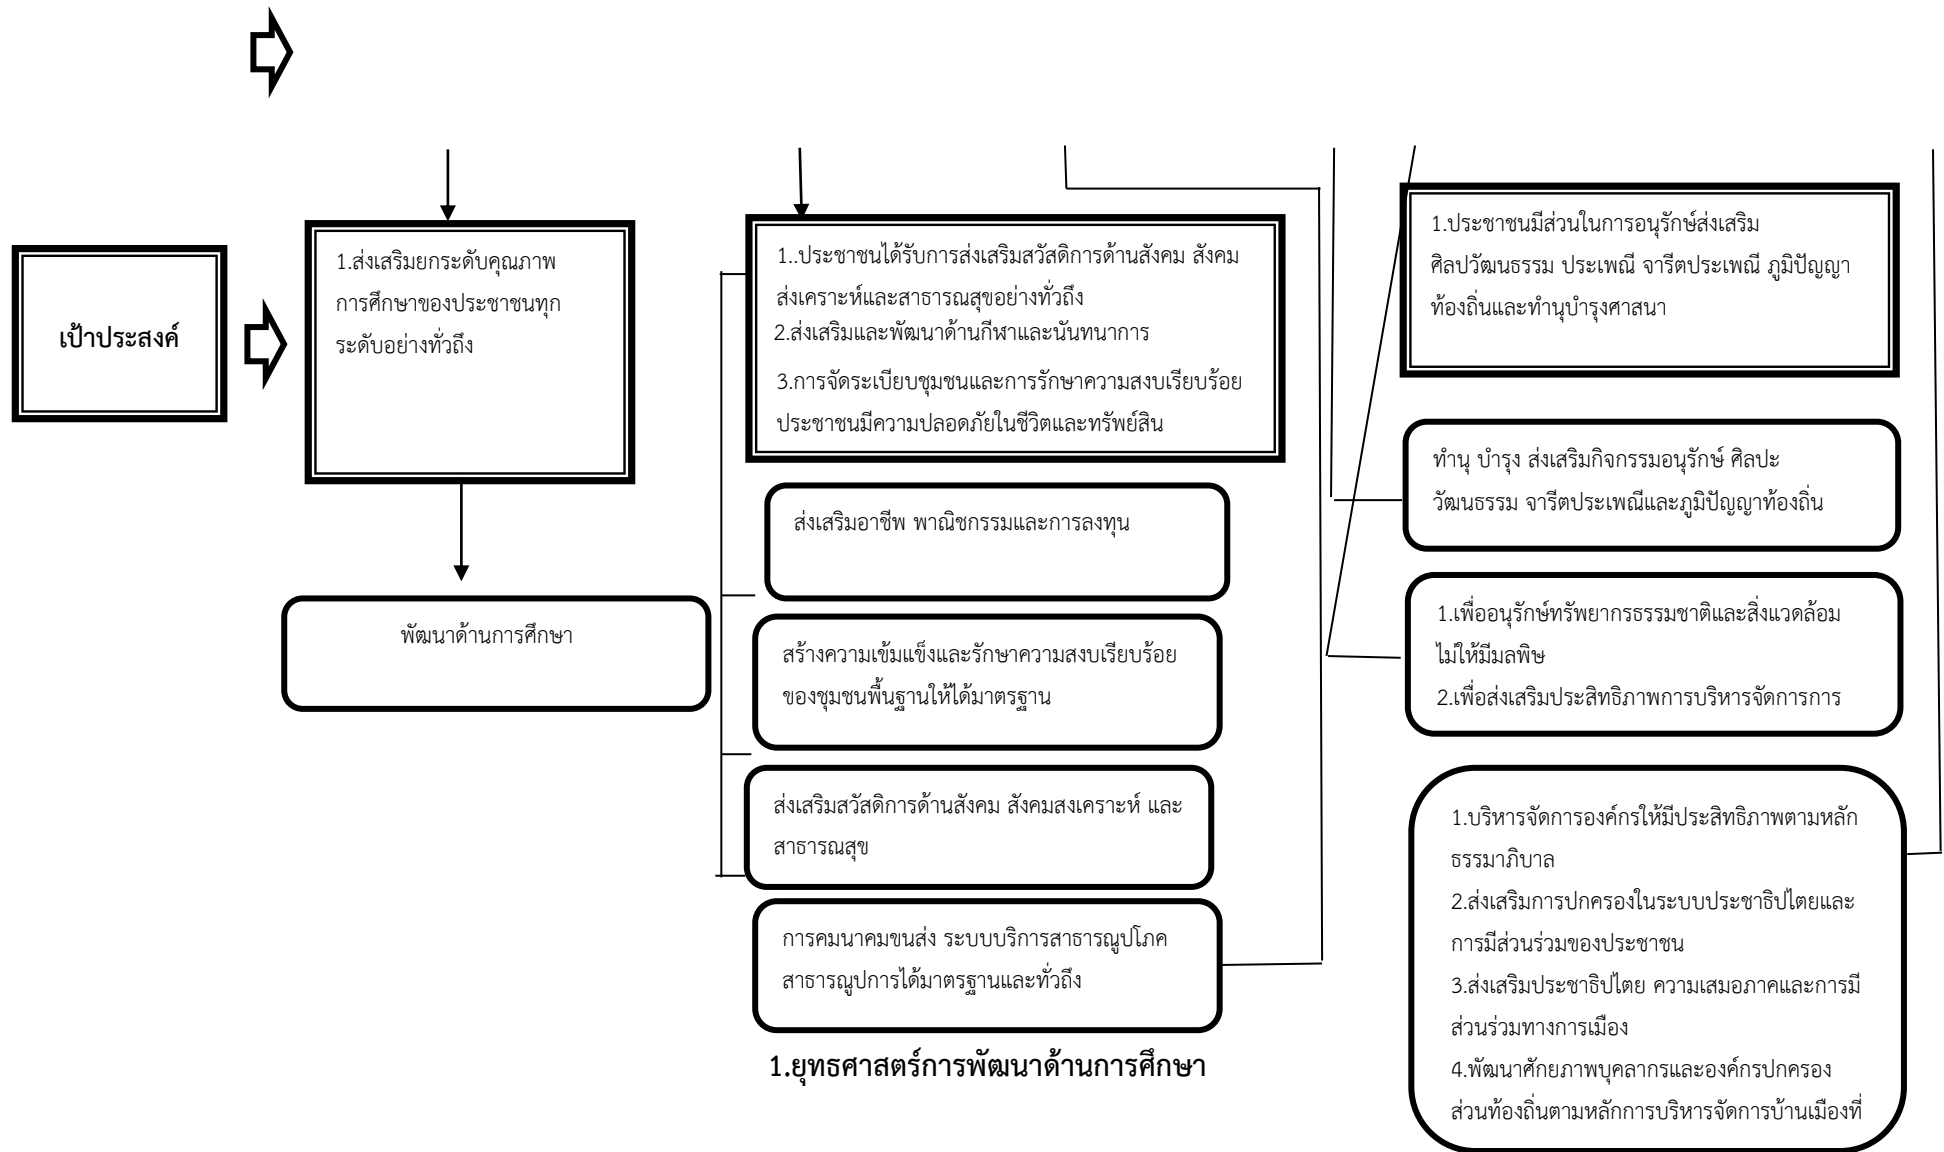 เป้าประสงค์
1.ส่งเสริมยกระดับคุณภาพ
การศึกษาของประชาชนทุก
ระดับอย่างทั่วถึง
พัฒนาด้านการศึกษา
1..ประชาชนได้รับการส่งเสริมสวัสดิการด้านสังคม สังคม
ส่งเคราะห์และสาธารณสุขอย่างทั่วถึง
2.ส่งเสริมและพัฒนาด้านกีฬาและนันทนาการ
3.การจัดระเบียบชุมชนและการรักษาความสงบเรียบร้อย
ประชาชนมีความปลอดภัยในชีวิตและทรัพย์สิน
ส่งเสริมอาชีพ พาณิชกรรมและการลงทุน
สร้างความเข้มแข็งและรักษาความสงบเรียบร้อย
ของชุมชนพื้นฐานให้ได้มาตรฐาน
ส่งเสริมสวัสดิการด้านสังคม สังคมสงเคราะห์ และ
สาธารณสุข
การคมนาคมขนส่ง ระบบบริการสาธารณูปโภค
สาธารณูปการได้มาตรฐานและทั่วถึง
1.ยุทธศาสตร์การพัฒนาด้านการศึกษา
1.ประชาชนมีส่วนในการอนุรักษ์ส่งเสริม
ศิลปวัฒนธรรม ประเพณี จารีตประเพณี ภูมิปัญญา
ท้องถิ่นและทำนุบำรุงศาสนา
ทำนุ บำรุง ส่งเสริมกิจกรรมอนุรักษ์ ศิลปะ
วัฒนธรรม จารีตประเพณีและภูมิปัญญาท้องถิ่น
1.เพื่ออนุรักษ์ทรัพยากรธรรมชาติและสิ่งแวดล้อม
ไม่ให้มีมลพิษ
2.เพื่อส่งเสริมประสิทธิภาพการบริหารจัดการการ
1.บริหารจัดการองค์กรให้มีประสิทธิภาพตามหลัก
ธรรมาภิบาล
2.ส่งเสริมการปกครองในระบบประชาธิปไตยและ
การมีส่วนร่วมของประชาชน
3.ส่งเสริมประชาธิปไตย ความเสมอภาคและการมี
ส่วนร่วมทางการเมือง
4.พัฒนาศักยภาพบุคลากรและองค์กรปกครอง
ส่วนท้องถิ่นตามหลักการบริหารจัดการบ้านเมืองที่